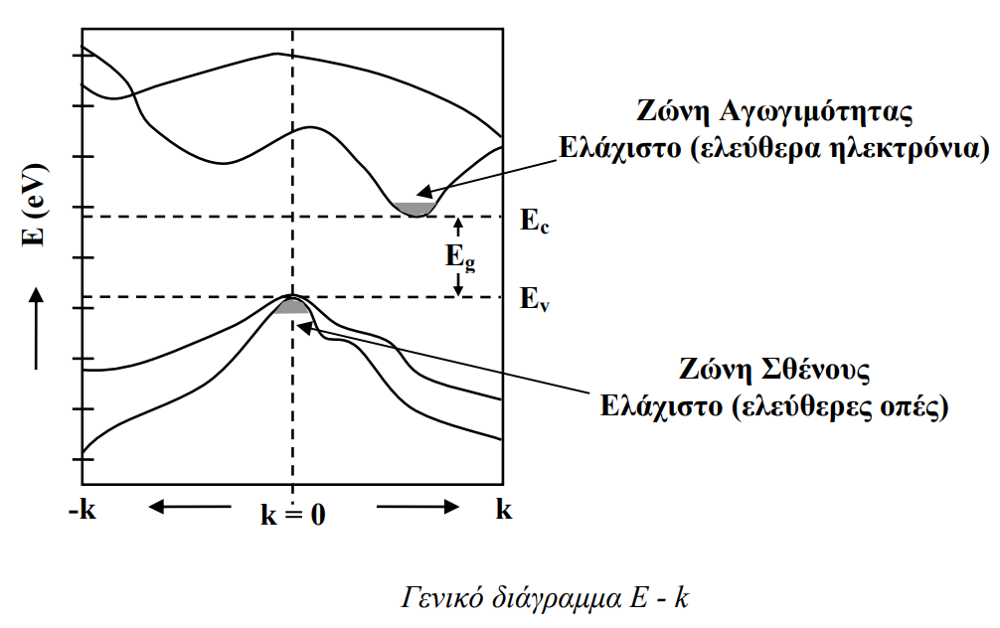 Ζώνη Αγωγιμότητας
Ελάχιστο (ελεύθερα ηλεκτρόνια)
E (eV)
Ec
Eg
Ev
Ζώνη Σθένους
Ελάχιστο (ελεύθερες οπές)
-k
k = 0
k
Γενικό διάγραμμα E - k